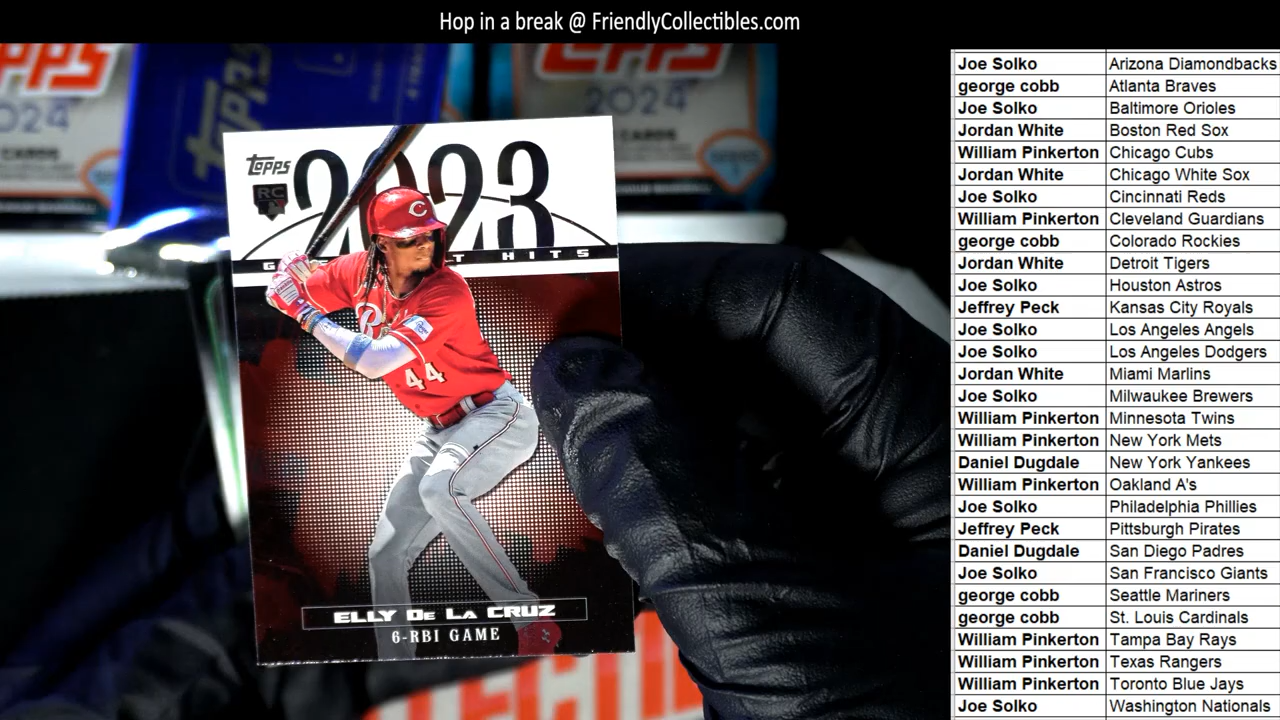 Hop in a break @ FriendlyCollectibles.com
TOPPS
2024
TOPPS
2024
CARDS
Topps
RC
2023
HITS
44
ELLY DE LA CRUZ
6-RBI GAME
Joe Solko Arizona Diamondbacks
george cobb Atlanta Braves
Joe Solko Baltimore Orioles
Jordan White Boston Red Sox
William Pinkerton Chicago Cubs
Jordan White Chicago White Sox
Joe Solko Cincinnati Reds
William Pinkerton Cleveland Guardians
george cobb Colorado Rockies
Jordan White Detroit Tigers
Joe Solko Houston Astros
Jeffrey Peck Kansas City Royals
Joe Solko Los Angeles Angels
Joe Solko Los Angeles Dodgers
Jordan White Miami Marlins
Joe Solko Milwaukee Brewers
William Pinkerton Minnesota Twins
William Pinkerton New York Mets
Daniel Dugdale New York Yankees
William Pinkerton Oakland A's
Joe Solko Philadelphia Phillies
Jeffrey Peck Pittsburgh Pirates
Daniel Dugdale San Diego Padres
Joe Solko San Francisco Giants
george cobb Seattle Mariners
george cobb St. Louis Cardinals
William Pinkerton Tampa Bay Rays
William Pinkerton Texas Rangers
William Pinkerton Toronto Blue Jays
Joe Solko Washington Nationals